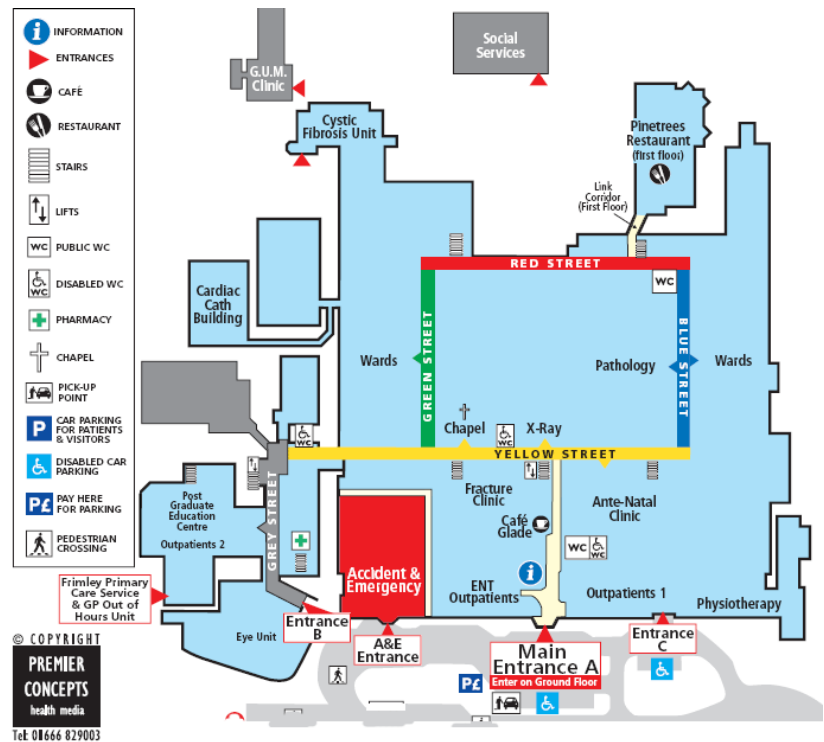 INFORMATION
ENTRANCES
CAFÉ
RESTAURANT
STAIRS
LIFTS
WC
PUBLIC WC
WC
DISABLED WC
PHARMACY
CHAPEL
PICK-UP
POINT
P
CAR PARKING
FOR PATIENTS
& VISITORS
DISABLED CAR
PARKING
P£
PAY HERE
FOR PARKING
PEDESTRIAN
CROSSING
G.U.M.
Clinic
Social
Services
Cystic
Fibrosis Unit
Pinetrees
Restaurant
(first floor)
Link
Corridor
(First Floor)
RED STREET
WC
Cardiac
Cath
Building
Wards
GREEN STREET
Pathology
BLUE STREET
Wards
Chapel
WC
X-Ray
WC
YELLOW STREET
Post
Graduate
Education
Centre
Outpatients 2
GREY STREET
Fracture
Clinic
Café
Glade
Ante-Natal
Clinic
WC
WC
Accident &
Emergency
ENT
Outpatients
Outpatients 1
Physiotherapy
Frimley Primary
Care Service
& GP Out of
Hours Unit
Eye Unit
Entrance
B
A&E
Entrance
Main
Entrance A
Enter on Ground Floor
Entrance
C
P£
© COPYRIGHT
PREMIER
CONCEPTS
health media
Tel: 01666 829003